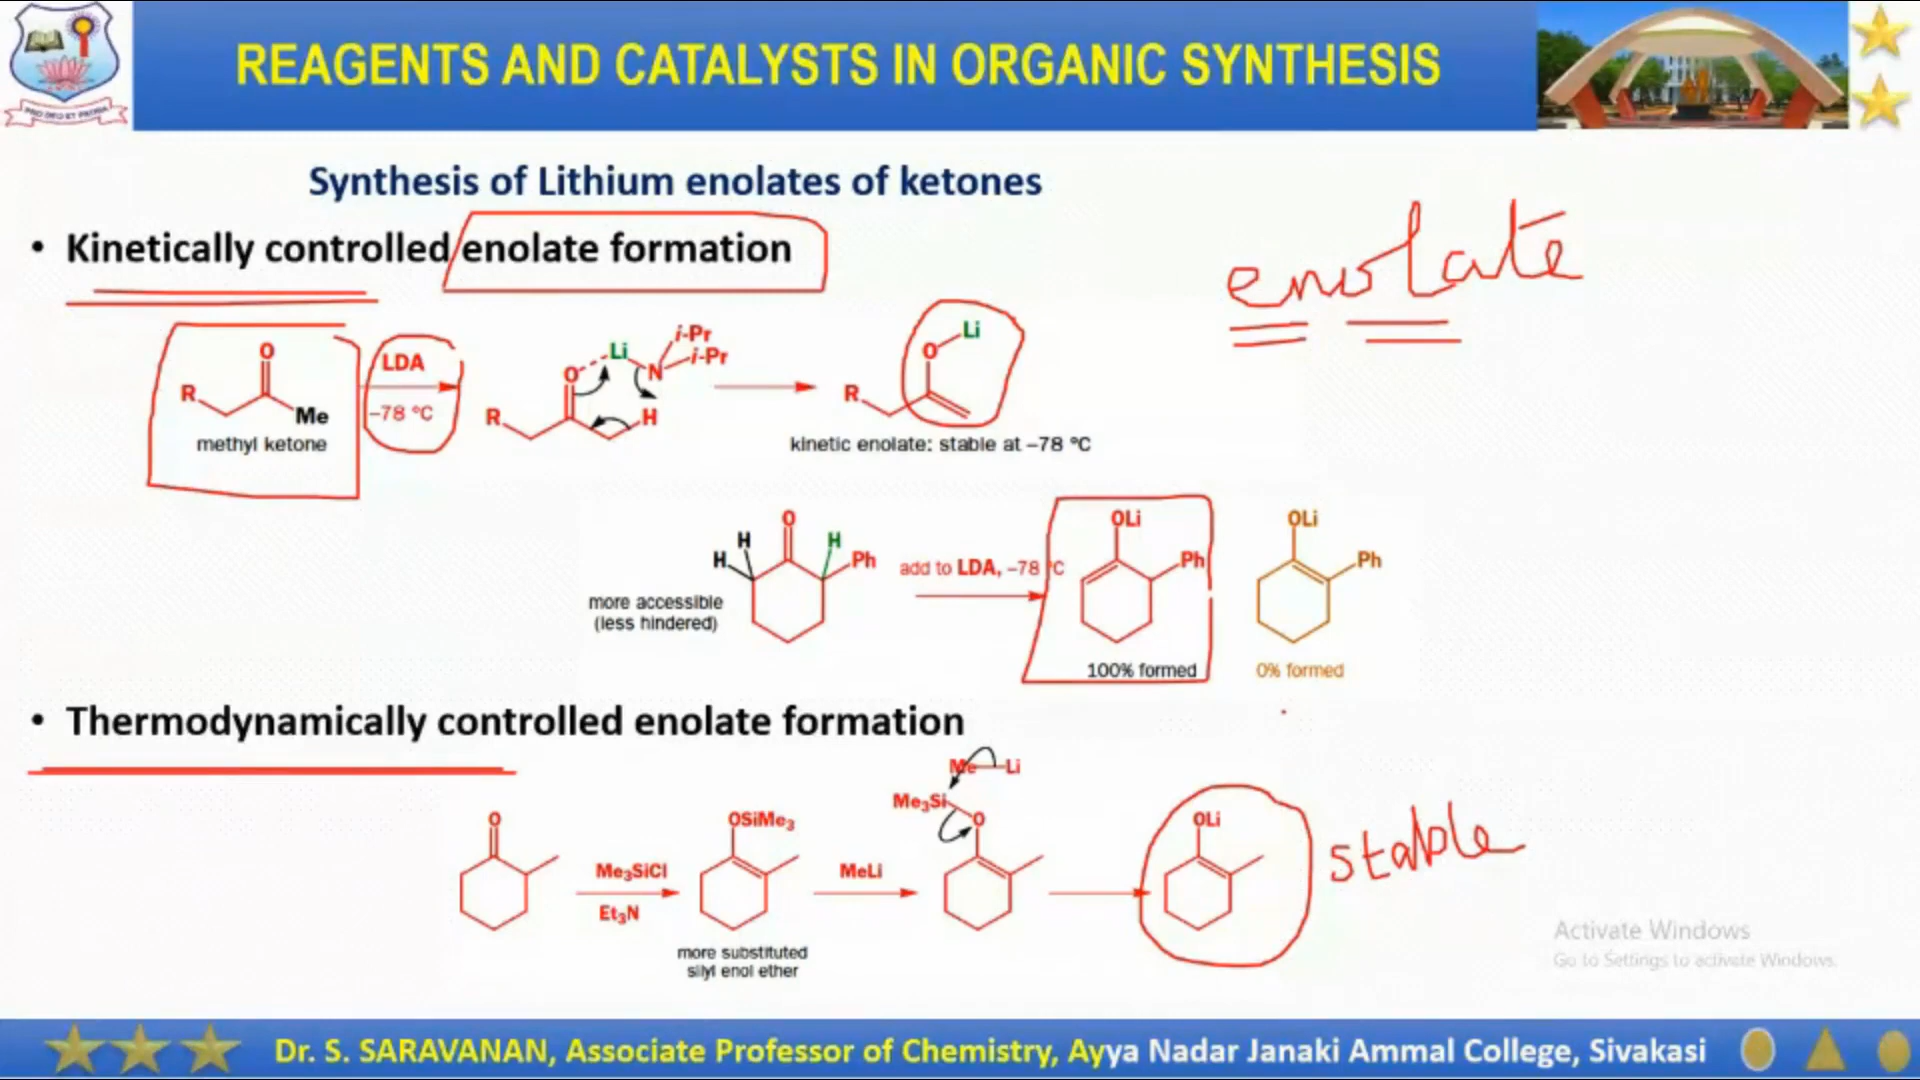 PRO DEO ET PATRIA
REAGENTS AND CATALYSTS IN ORGANIC SYNTHESIS
Synthesis of Lithium enolates of ketones
• Kinetically controlled enolate formation
enolate
O
R
Me
methyl ketone
LDA
–78 °C
i-Pr
i-Pr
Li
N
O
R
H
Li
O
R
kinetic enolate: stable at –78 °C
O
H
H
H
Ph
more accessible
(less hindered)
add to LDA, –78 °C
OLi
Ph
100% formed
OLi
Ph
0% formed
• Thermodynamically controlled enolate formation
O
Me₃SiCl
Et₃N
OSiMe₃
more substituted
silyl enol ether
MeLi
Me—Li
Me₃Si
O
OLi
stable
Activate Windows
Go to Settings to activate Windows.
Dr. S. SARAVANAN, Associate Professor of Chemistry, Ayya Nadar Janaki Ammal College, Sivakasi